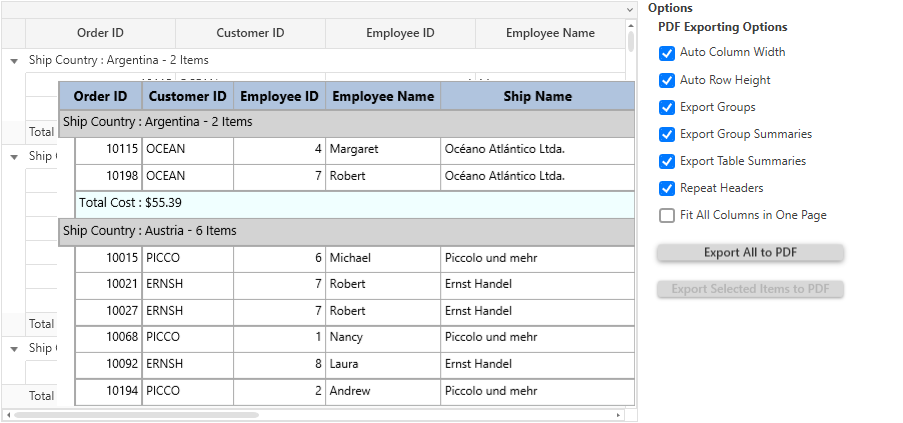 Options
PDF Exporting Options
Order ID Customer ID Employee ID Employee Name
Ship Country : Argentina - 2 Items
Auto Column Width
Auto Row Height
Order ID Customer ID Employee ID Employee Name Ship Name
Export Groups
Ship Country : Argentina - 2 Items
Total
Export Group Summaries
10115 OCEAN 4 Margaret Océano Atlántico Ltda.
Ship
Export Table Summaries
10198 OCEAN 7 Robert Océano Atlántico Ltda.
Repeat Headers
Total Cost : $55.39
Fit All Columns in One Page
Ship Country : Austria - 6 Items
Export All to PDF
10015 PICCO 6 Michael Piccolo und mehr
10021 ERNSH 7 Robert Ernst Handel
Export Selected Items to PDF
10027 ERNSH 7 Robert Ernst Handel
Total
10068 PICCO 1 Nancy Piccolo und mehr
Ship
10092 ERNSH 8 Laura Ernst Handel
10194 PICCO 2 Andrew Piccolo und mehr
Total